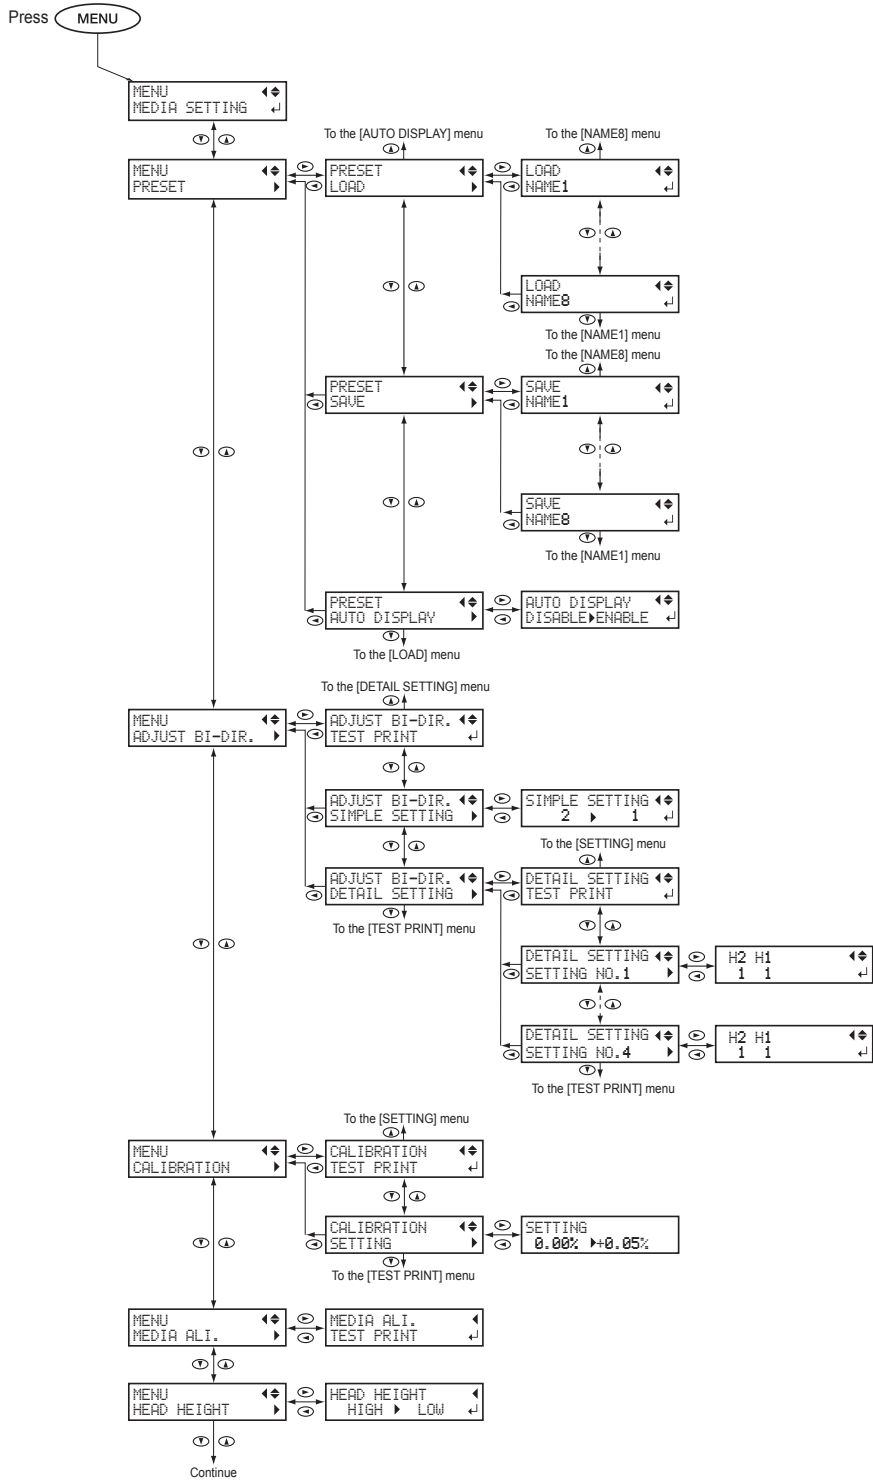 Press MENU
MENU
MEDIA SETTING
To the [AUTO DISPLAY] menu
To the [NAME8] menu
MENU
PRESET
PRESET
LOAD
LOAD
NAME1
LOAD
NAME8
To the [NAME1] menu
To the [NAME8] menu
PRESET
SAVE
SAVE
NAME1
SAVE
NAME8
To the [NAME1] menu
PRESET
AUTO DISPLAY
AUTO DISPLAY
DISABLE▶ENABLE
To the [LOAD] menu
To the [DETAIL SETTING] menu
MENU
ADJUST BI-DIR.
ADJUST BI-DIR.
TEST PRINT
ADJUST BI-DIR.
SIMPLE SETTING
SIMPLE SETTING
2 ▶ 1
To the [SETTING] menu
ADJUST BI-DIR.
DETAIL SETTING
DETAIL SETTING
TEST PRINT
To the [TEST PRINT] menu
DETAIL SETTING
SETTING NO.1
H2 H1
1 1
DETAIL SETTING
SETTING NO.4
H2 H1
1 1
To the [TEST PRINT] menu
To the [SETTING] menu
MENU
CALIBRATION
CALIBRATION
TEST PRINT
CALIBRATION
SETTING
SETTING
0.00% ▶+0.05%
To the [TEST PRINT] menu
MENU
MEDIA ALI.
MEDIA ALI.
TEST PRINT
MENU
HEAD HEIGHT
HEAD HEIGHT
HIGH ▶ LOW
Continue